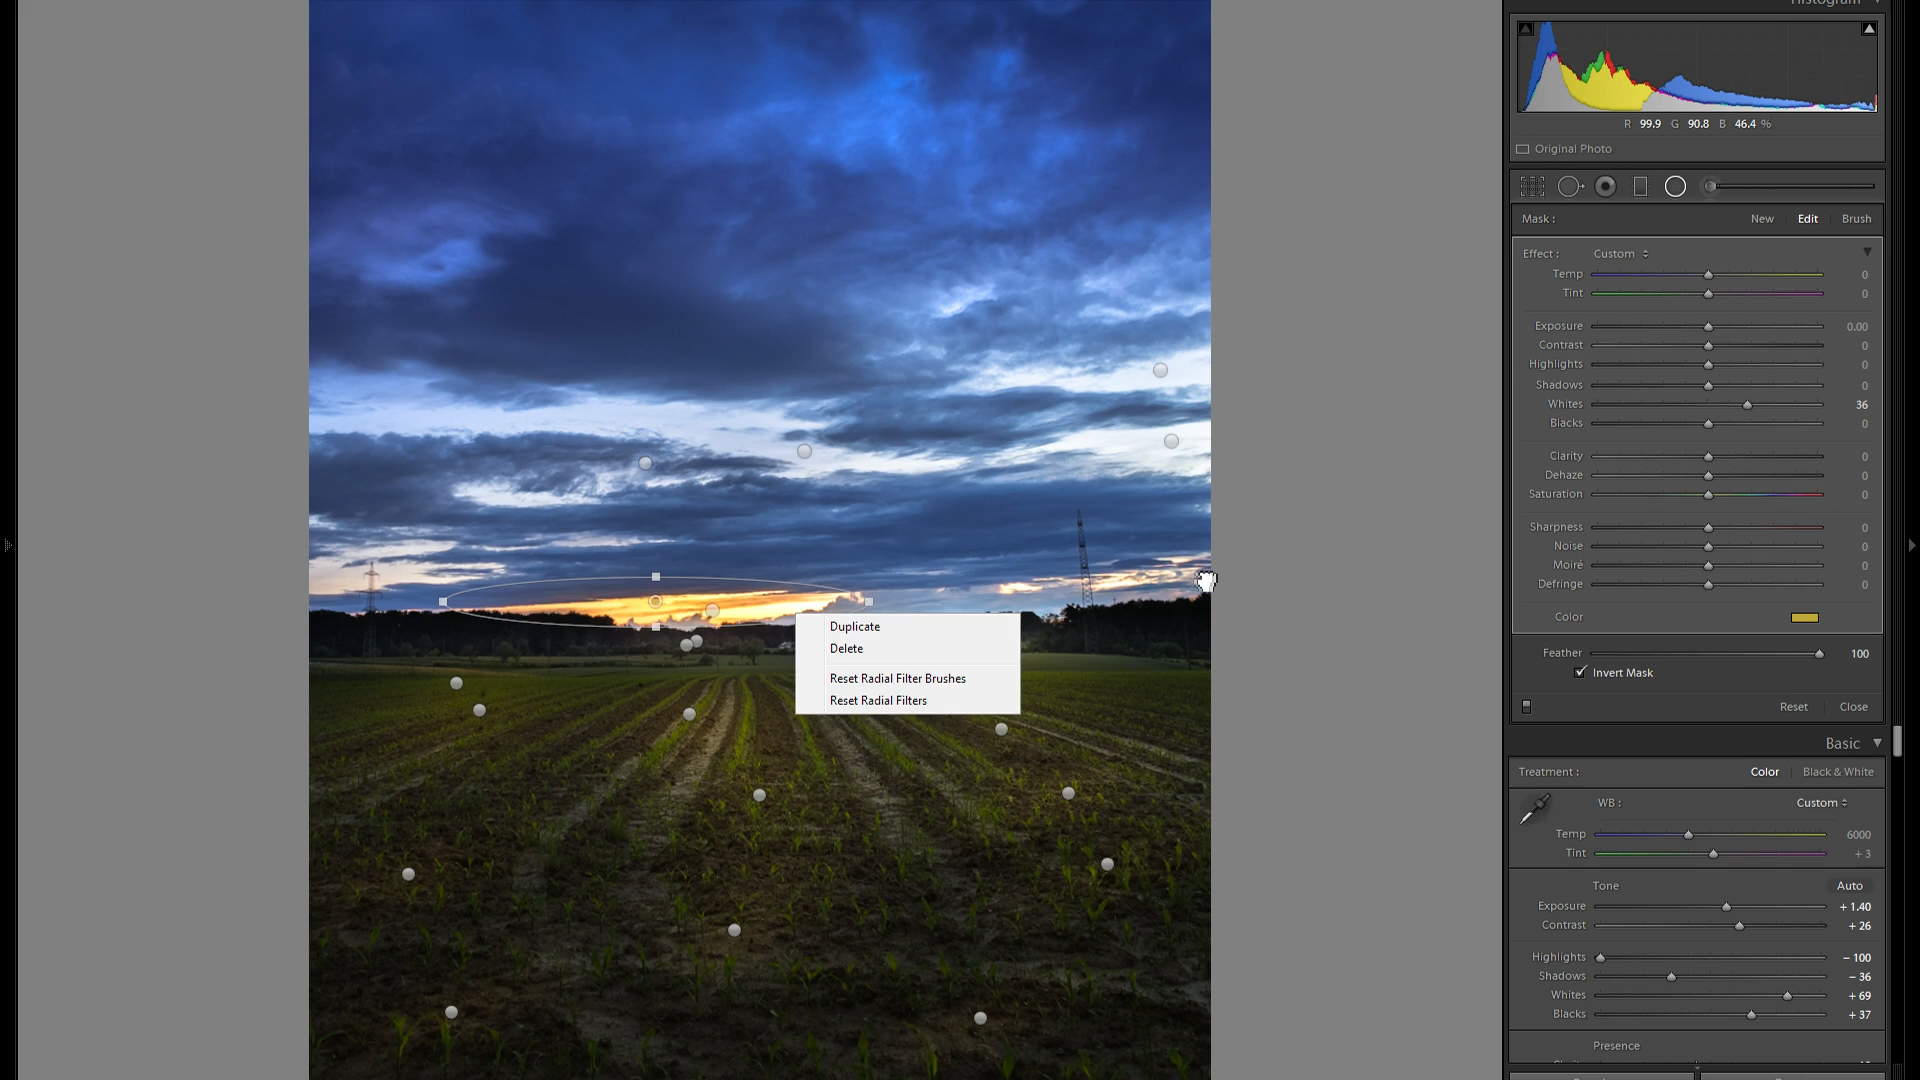 Histogram
R 99.9 G 90.8 B 46.4 %
Original Photo
Mask : New Edit Brush
Effect : Custom
Temp 0
Tint 0
Exposure 0.00
Contrast 0
Highlights 0
Shadows 0
Whites 36
Blacks 0
Clarity 0
Dehaze 0
Saturation 0
Sharpness 0
Noise 0
Moiré 0
Defringe 0
Color
Feather 100
Invert Mask
Reset Close
Duplicate
Delete
Reset Radial Filter Brushes
Reset Radial Filters
Basic
Treatment : Color Black & White
WB : Custom
Temp 6000
Tint + 3
Tone Auto
Exposure + 1.40
Contrast + 26
Highlights − 100
Shadows − 36
Whites + 69
Blacks + 37
Presence